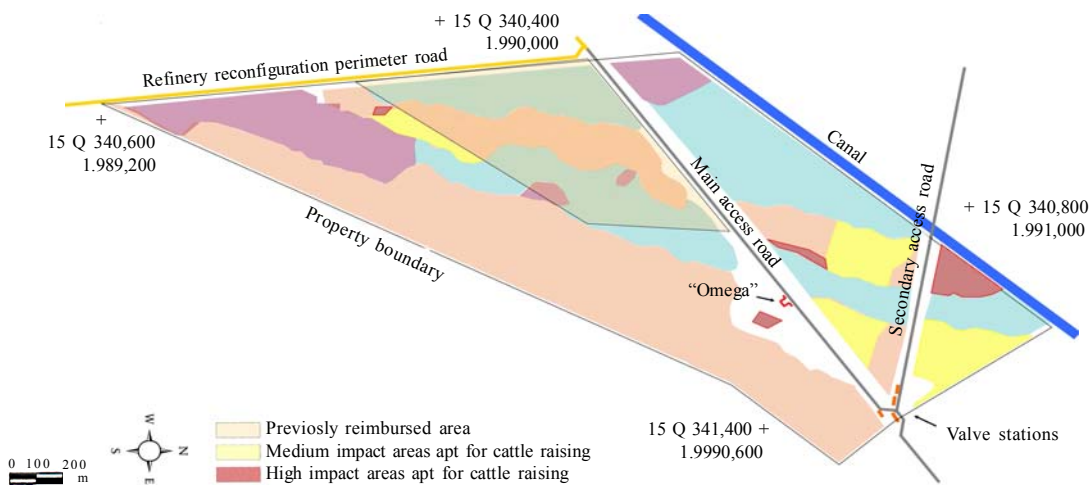 + 15 Q 340,400
1.990,000
Refinery reconfiguration perimeter road
+
15 Q 340,600
1.989,200
Canal
Main access road
Secondary access road
+ 15 Q 340,800
1.991,000
Property boundary
“Omega”
15 Q 341,400 +
1.9990,600
Valve stations
W
S
N
E
0 100 200
m
Previosly reimbursed area
Medium impact areas apt for cattle raising
High impact areas apt for cattle raising